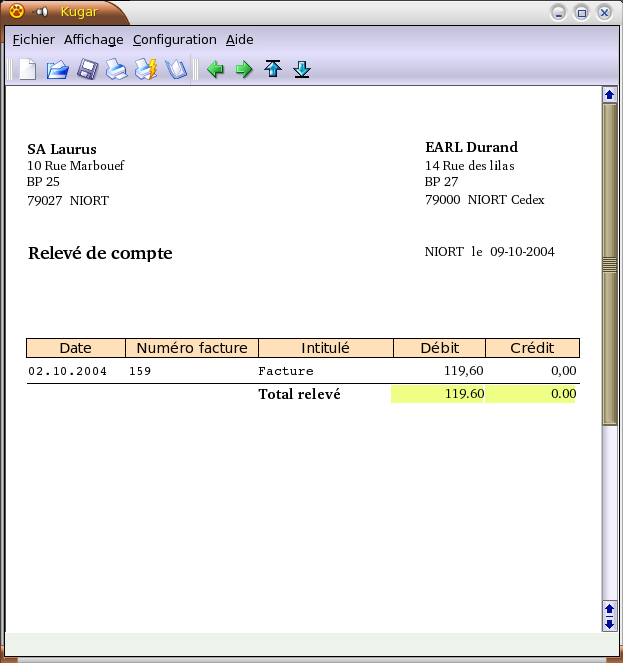 Kugar
Fichier Affichage Configuration Aide
SA Laurus
10 Rue Marbouef
BP 25
79027 NIORT
EARL Durand
14 Rue des lilas
BP 27
79000 NIORT Cedex
Relevé de compte
NIORT le 09-10-2004
Date Numéro facture Intitulé Débit Crédit
02.10.2004 159 Facture 119,60 0,00
Total relevé 119.60 0.00